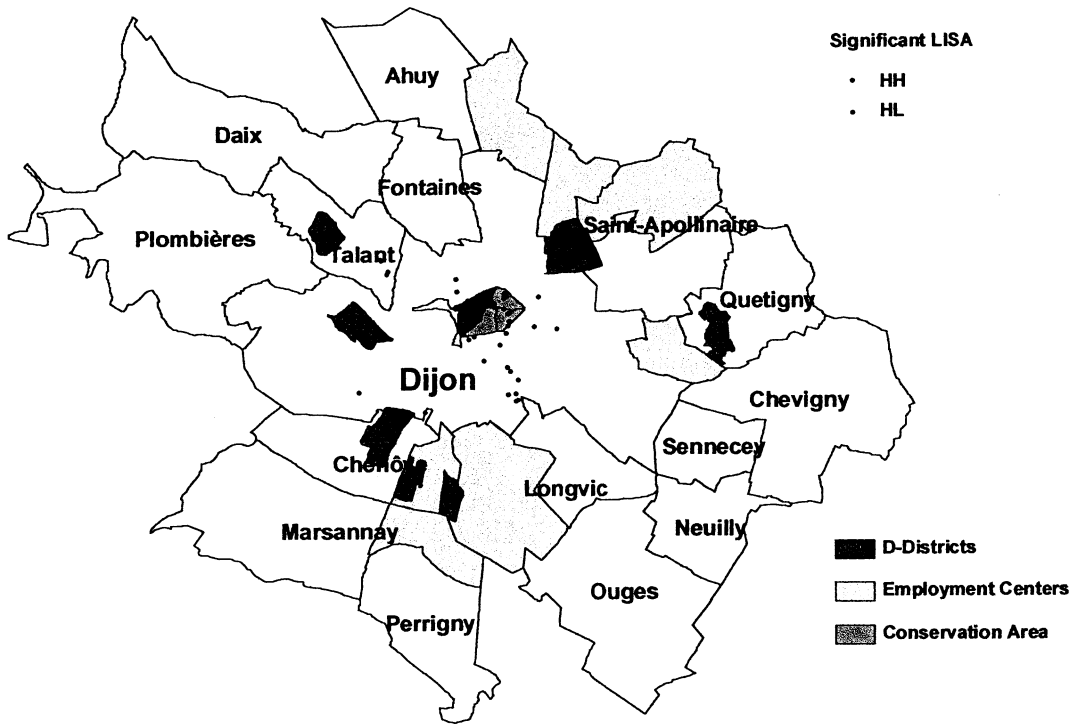 Significant LISA
HH
HL
Ahuy
Daix
Fontaines
Saint-Apollinaire
Plombières
Talant
Quetigny
Dijon
Chevigny
Sennecey
Chenôve
Longvic
Neuilly
Marsannay
Ouges
Perrigny
D-Districts
Employment Centers
Conservation Area